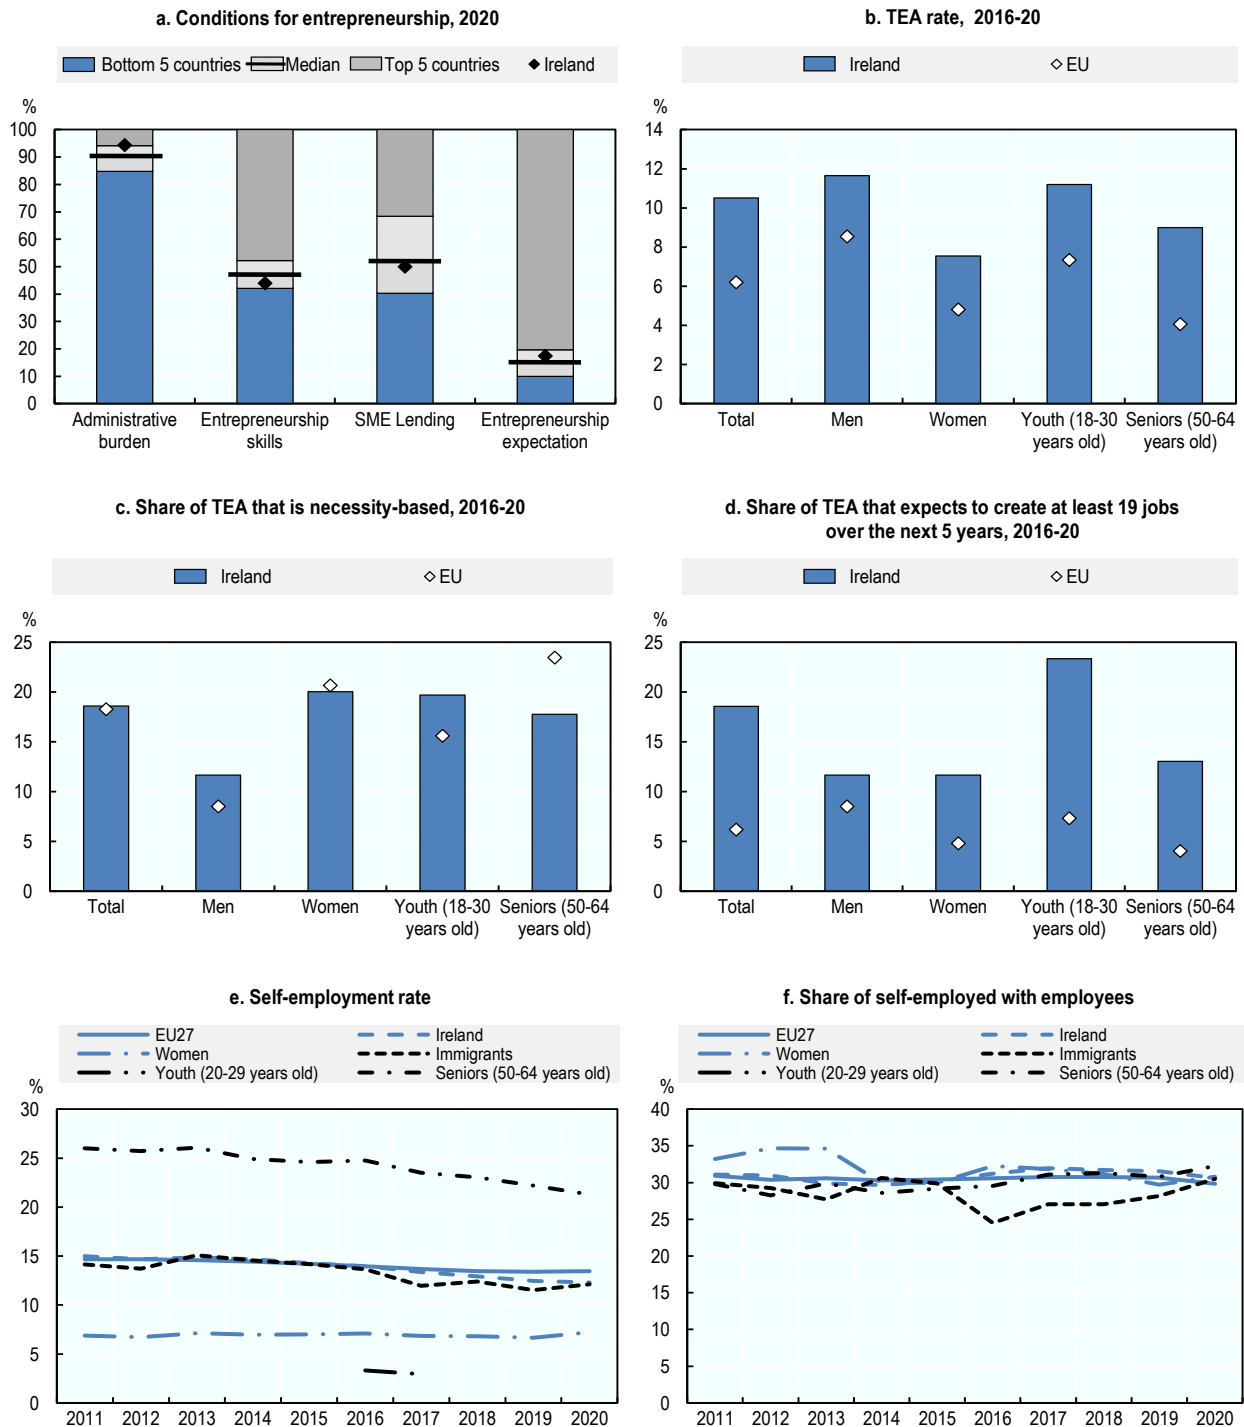 a. Conditions for entrepreneurship, 2020
Bottom 5 countries Median Top 5 countries Ireland
%
100
90
80
70
60
50
40
30
20
10
0
Administrative burden
Entrepreneurship skills
SME Lending
Entrepreneurship expectation
b. TEA rate, 2016-20
Ireland EU
%
14
12
10
8
6
4
2
0
Total
Men
Women
Youth (18-30 years old)
Seniors (50-64 years old)
c. Share of TEA that is necessity-based, 2016-20
Ireland EU
%
25
20
15
10
5
0
Total
Men
Women
Youth (18-30 years old)
Seniors (50-64 years old)
d. Share of TEA that expects to create at least 19 jobs
over the next 5 years, 2016-20
Ireland EU
%
25
20
15
10
5
0
Total
Men
Women
Youth (18-30 years old)
Seniors (50-64 years old)
e. Self-employment rate
EU27 Ireland
Women Immigrants
Youth (20-29 years old) Seniors (50-64 years old)
%
30
25
20
15
10
5
0
2011 2012 2013 2014 2015 2016 2017 2018 2019 2020
f. Share of self-employed with employees
EU27 Ireland
Women Immigrants
Youth (20-29 years old) Seniors (50-64 years old)
%
40
35
30
25
20
15
10
5
0
2011 2012 2013 2014 2015 2016 2017 2018 2019 2020